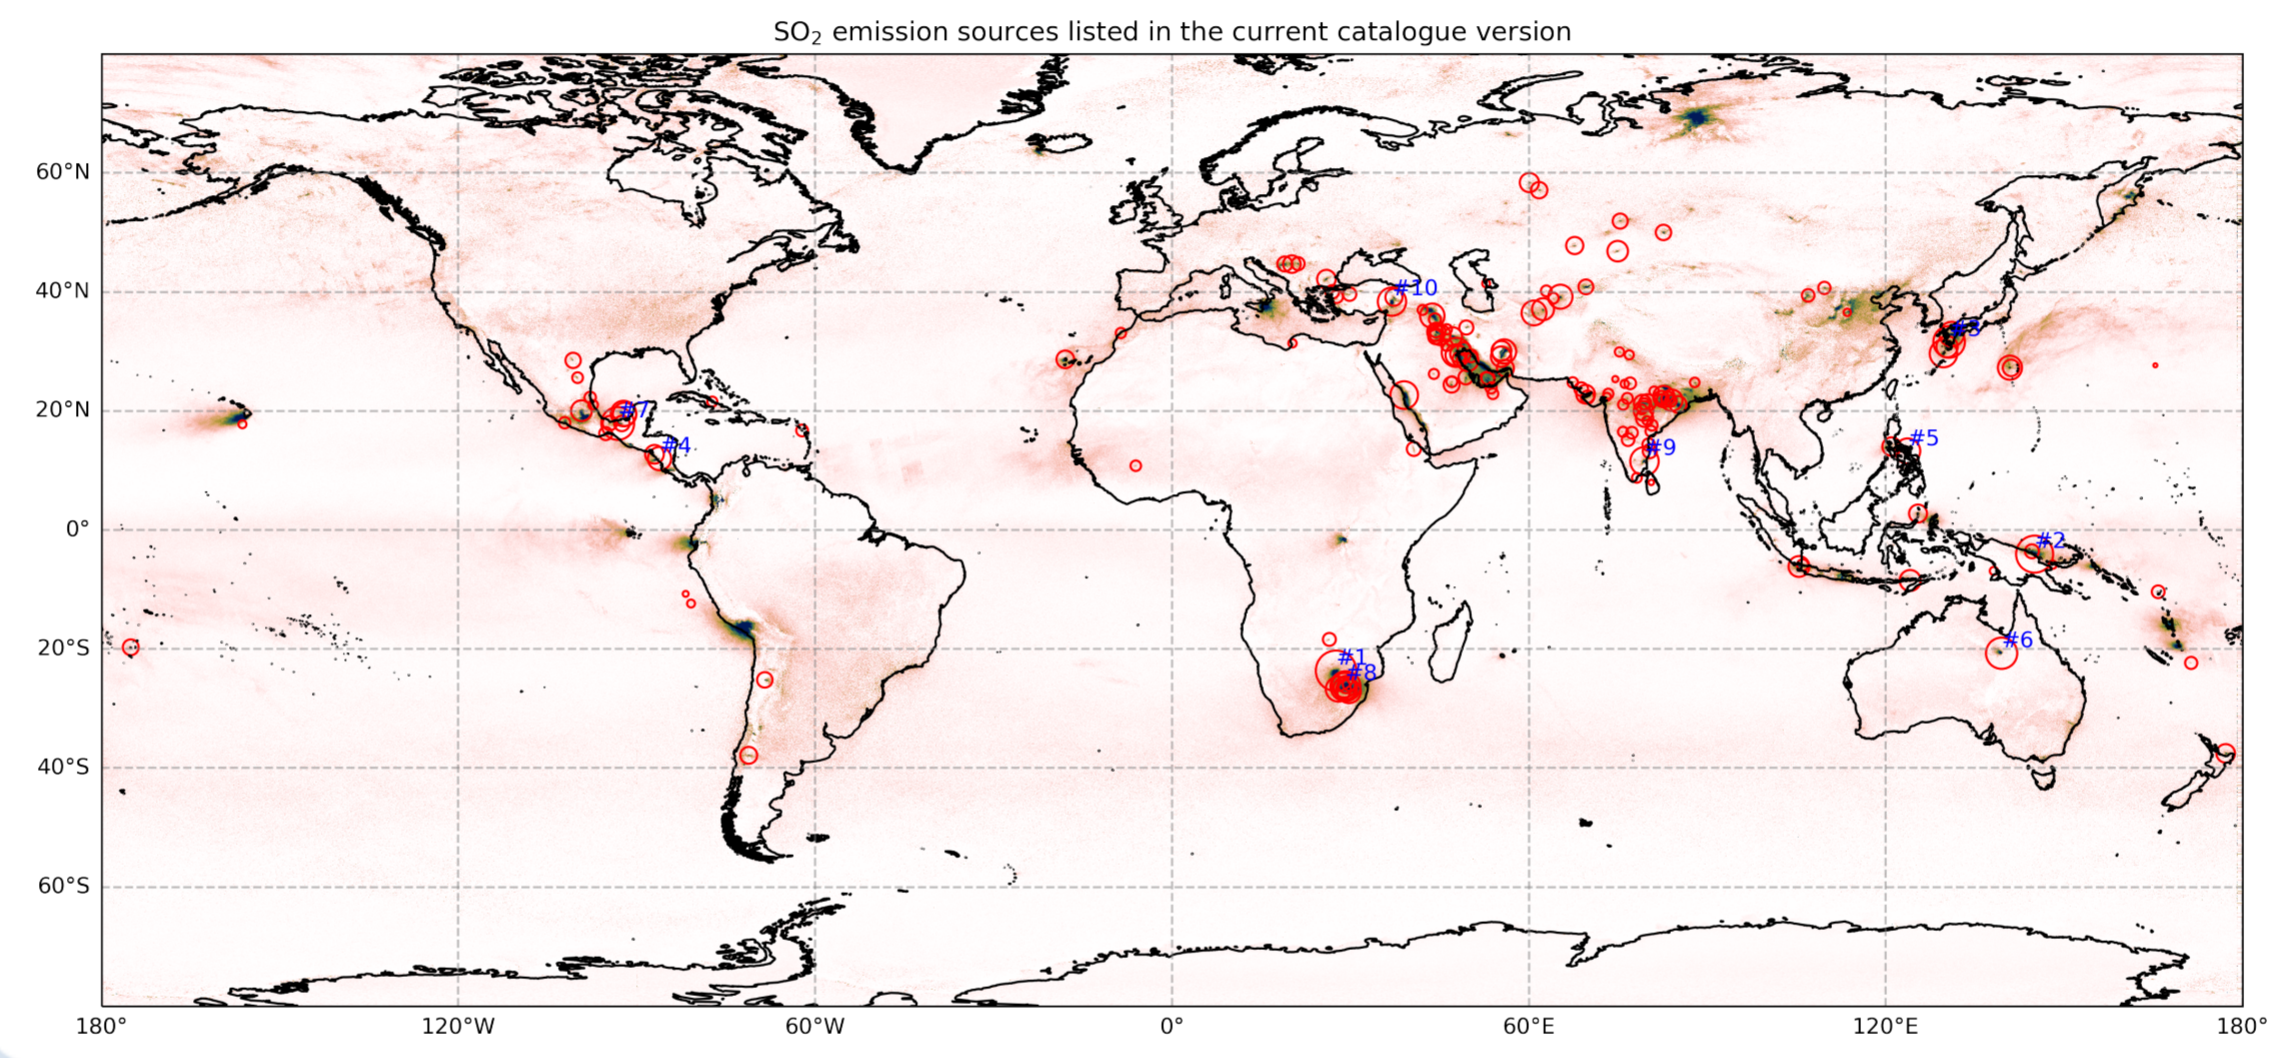 SO₂ emission sources listed in the current catalogue version
60°N
40°N
20°N
0°
20°S
40°S
60°S
#10
#3
#7
#4
#9
#5
#2
#6
#1
#8
180°
120°W
60°W
0°
60°E
120°E
180°